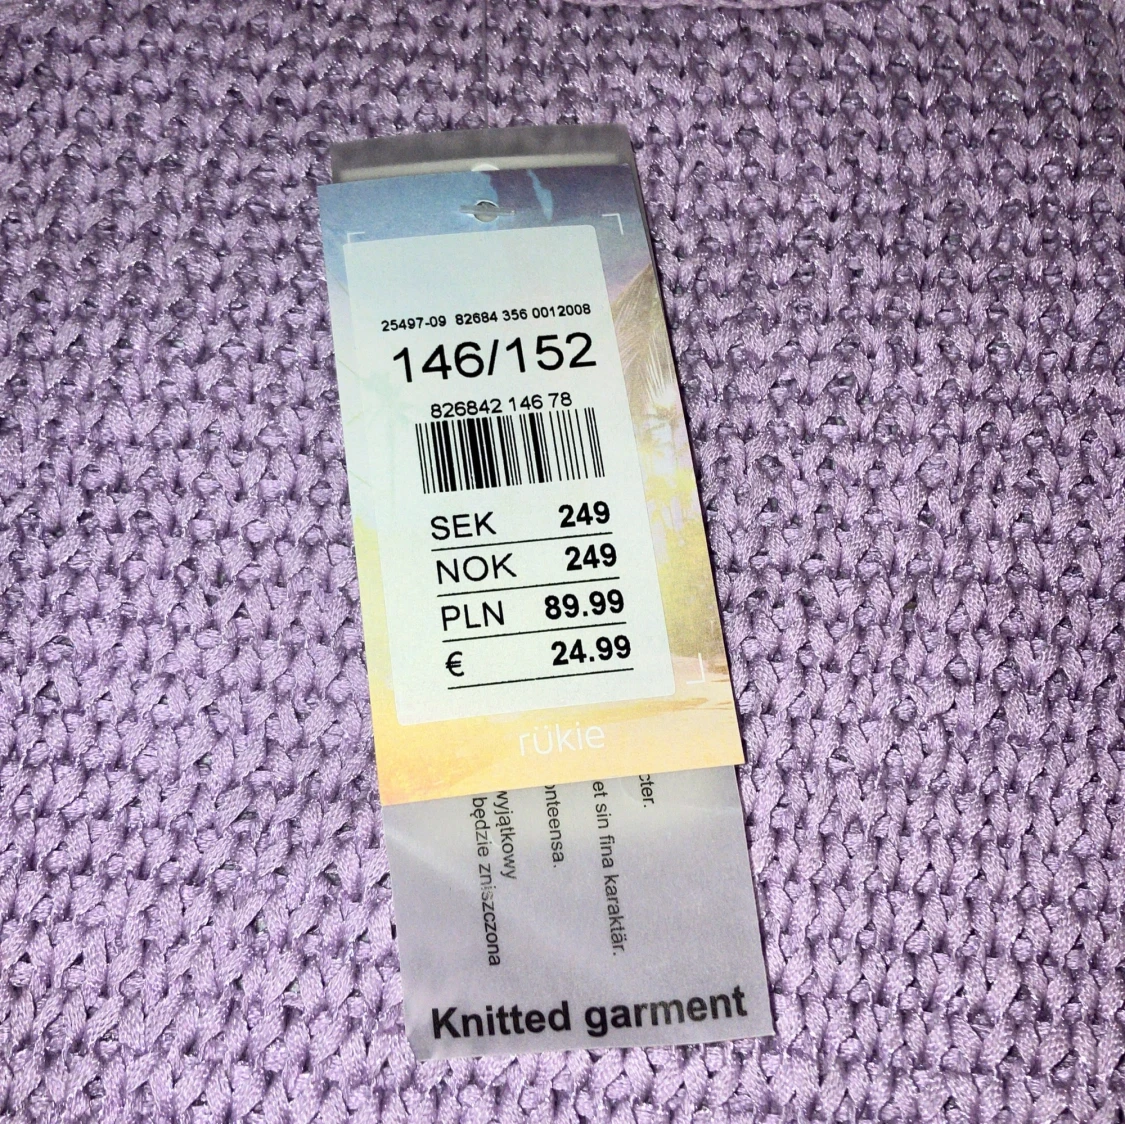 25497-09 82684 356 0012008
146/152
826842 146 78
SEK 249
NOK 249
PLN 89.99
€ 24.99
rükie
cter.
et sin fina karaktär.
onteensa.
wyjątkowy
będzie zniszczona
Knitted garment